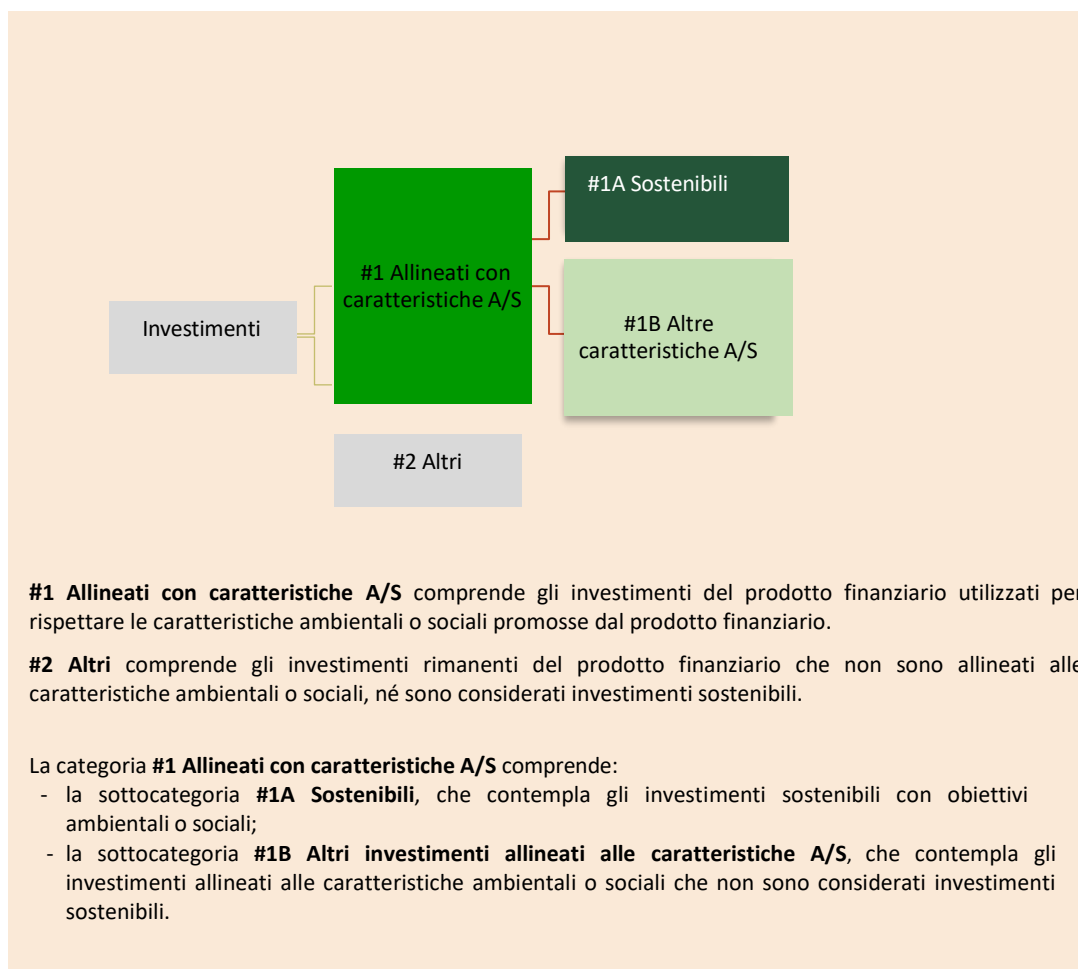 #1A Sostenibili
#1 Allineati con
caratteristiche A/S
Investimenti
#1B Altre
caratteristiche A/S
#2 Altri
#1 Allineati con caratteristiche A/S comprende gli investimenti del prodotto finanziario utilizzati per
rispettare le caratteristiche ambientali o sociali promosse dal prodotto finanziario.
#2 Altri comprende gli investimenti rimanenti del prodotto finanziario che non sono allineati alle
caratteristiche ambientali o sociali, né sono considerati investimenti sostenibili.
La categoria #1 Allineati con caratteristiche A/S comprende:
- la sottocategoria #1A Sostenibili, che contempla gli investimenti sostenibili con obiettivi
ambientali o sociali;
- la sottocategoria #1B Altri investimenti allineati alle caratteristiche A/S, che contempla gli
investimenti allineati alle caratteristiche ambientali o sociali che non sono considerati investimenti
sostenibili.